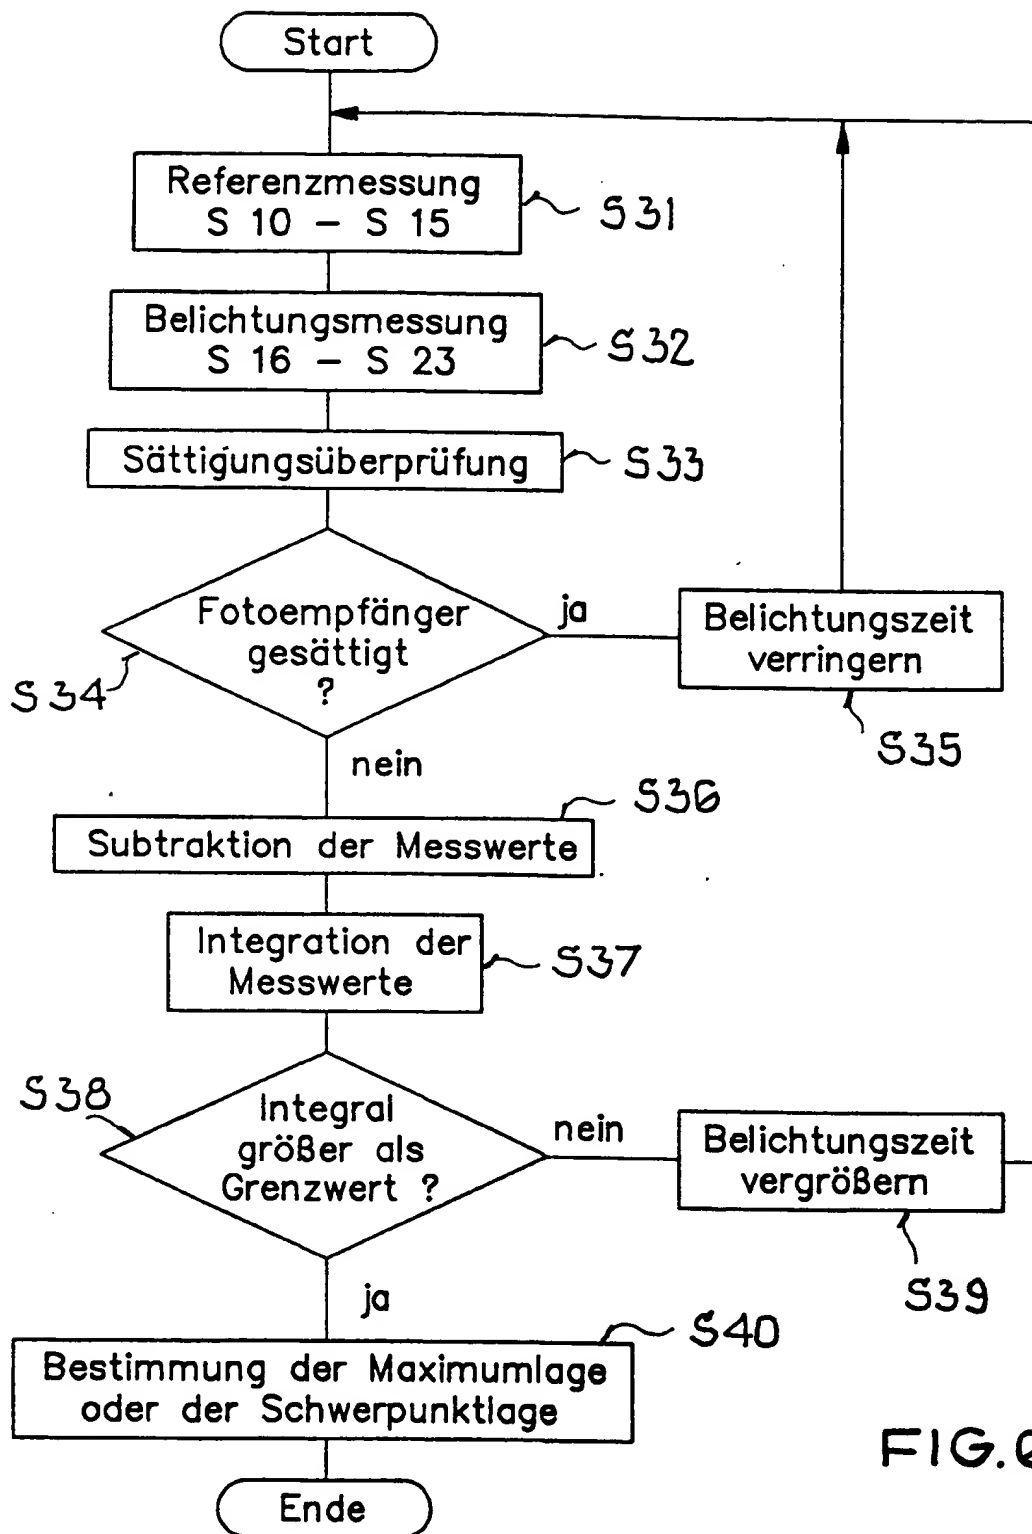 Start
Referenzmessung
S 10 – S 15
S31
Belichtungsmessung
S 16 – S 23
S32
Sättigungsüberprüfung
S33
Fotoempfänger
gesättigt
?
S34
ja
Belichtungszeit
verringern
S35
nein
S36
Subtraktion der Messwerte
Integration der
Messwerte
S37
S38
Integral
größer als
Grenzwert ?
nein
Belichtungszeit
vergrößern
S39
ja
S40
Bestimmung der Maximumlage
oder der Schwerpunktlage
FIG.
Ende